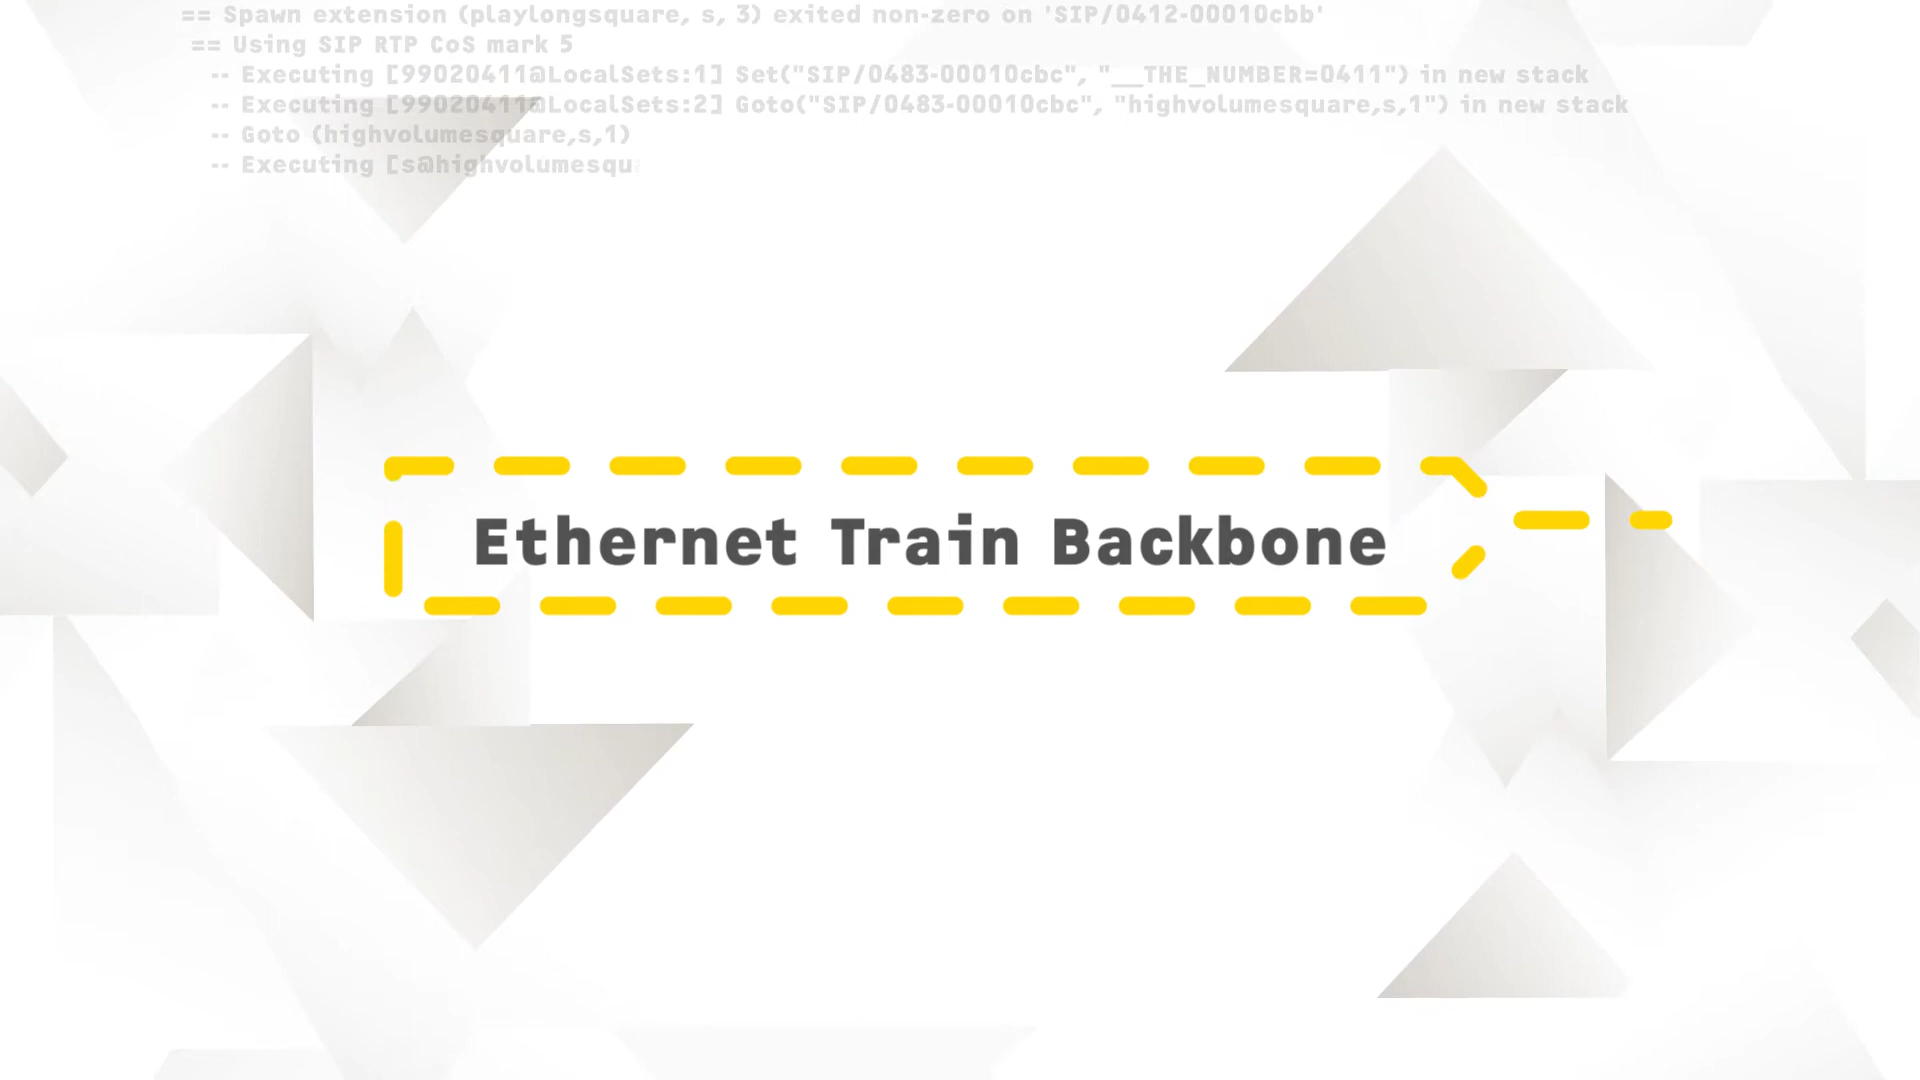 == Spawn extension (playlongsquare, s, 3) exited non-zero on 'SIP/0412-00010cbb'
== Using SIP RTP CoS mark 5
-- Executing [99020411@LocalSets:1] Set("SIP/0483-00010cbc", "__THE_NUMBER=0411") in new stack
-- Executing [99020411@LocalSets:2] Goto("SIP/0483-00010cbc", "highvolumesquare,s,1") in new stack
-- Goto (highvolumesquare,s,1)
-- Executing [s@highvolumesqu
Ethernet Train Backbone